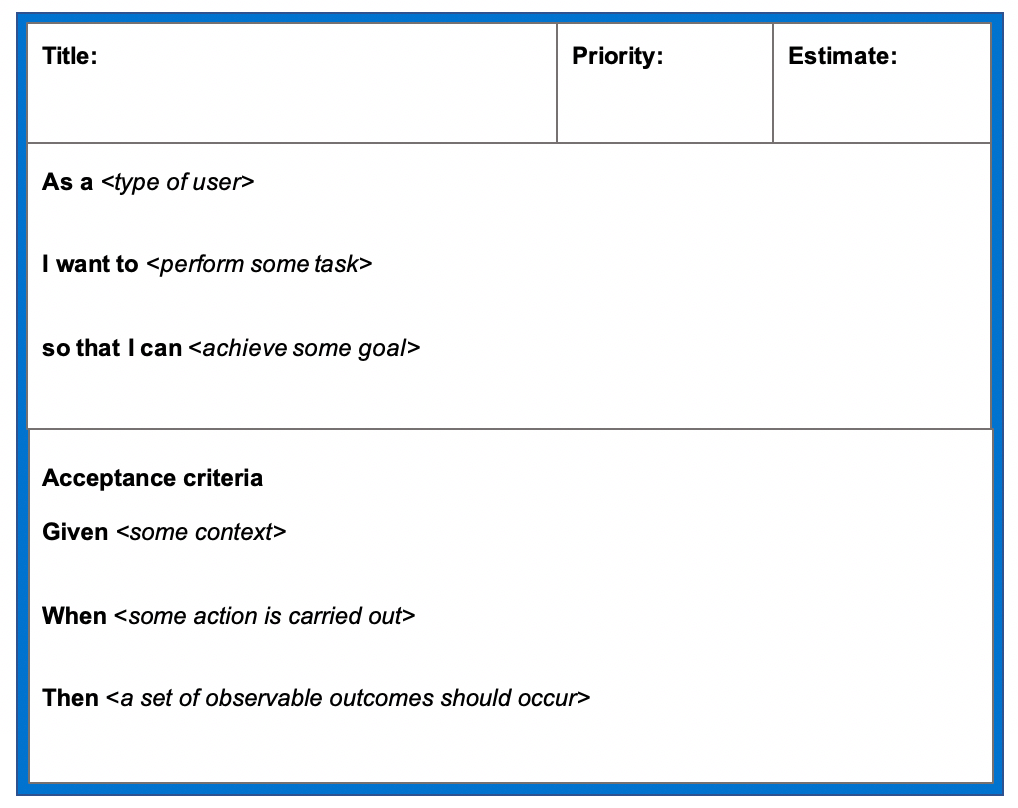 Title: Priority: Estimate:
As a <type of user>
I want to <perform some task>
so that I can <achieve some goal>
Acceptance criteria
Given <some context>
When <some action is carried out>
Then <a set of observable outcomes should occur>